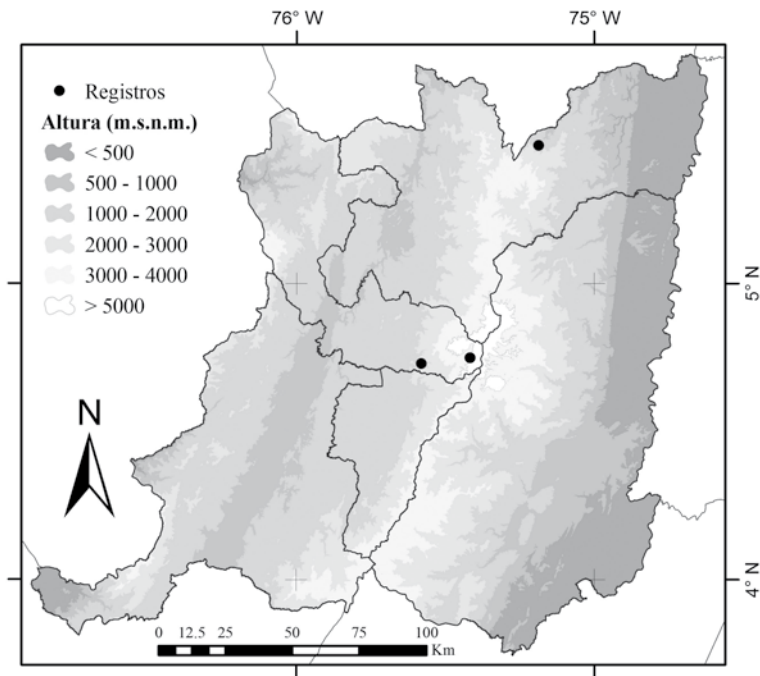 76° W 75° W
Registros
Altura (m.s.n.m.)
< 500
500 - 1000
1000 - 2000
2000 - 3000
3000 - 4000
> 5000
5° N
N
4° N
0 12.5 25 50 75 100
Km